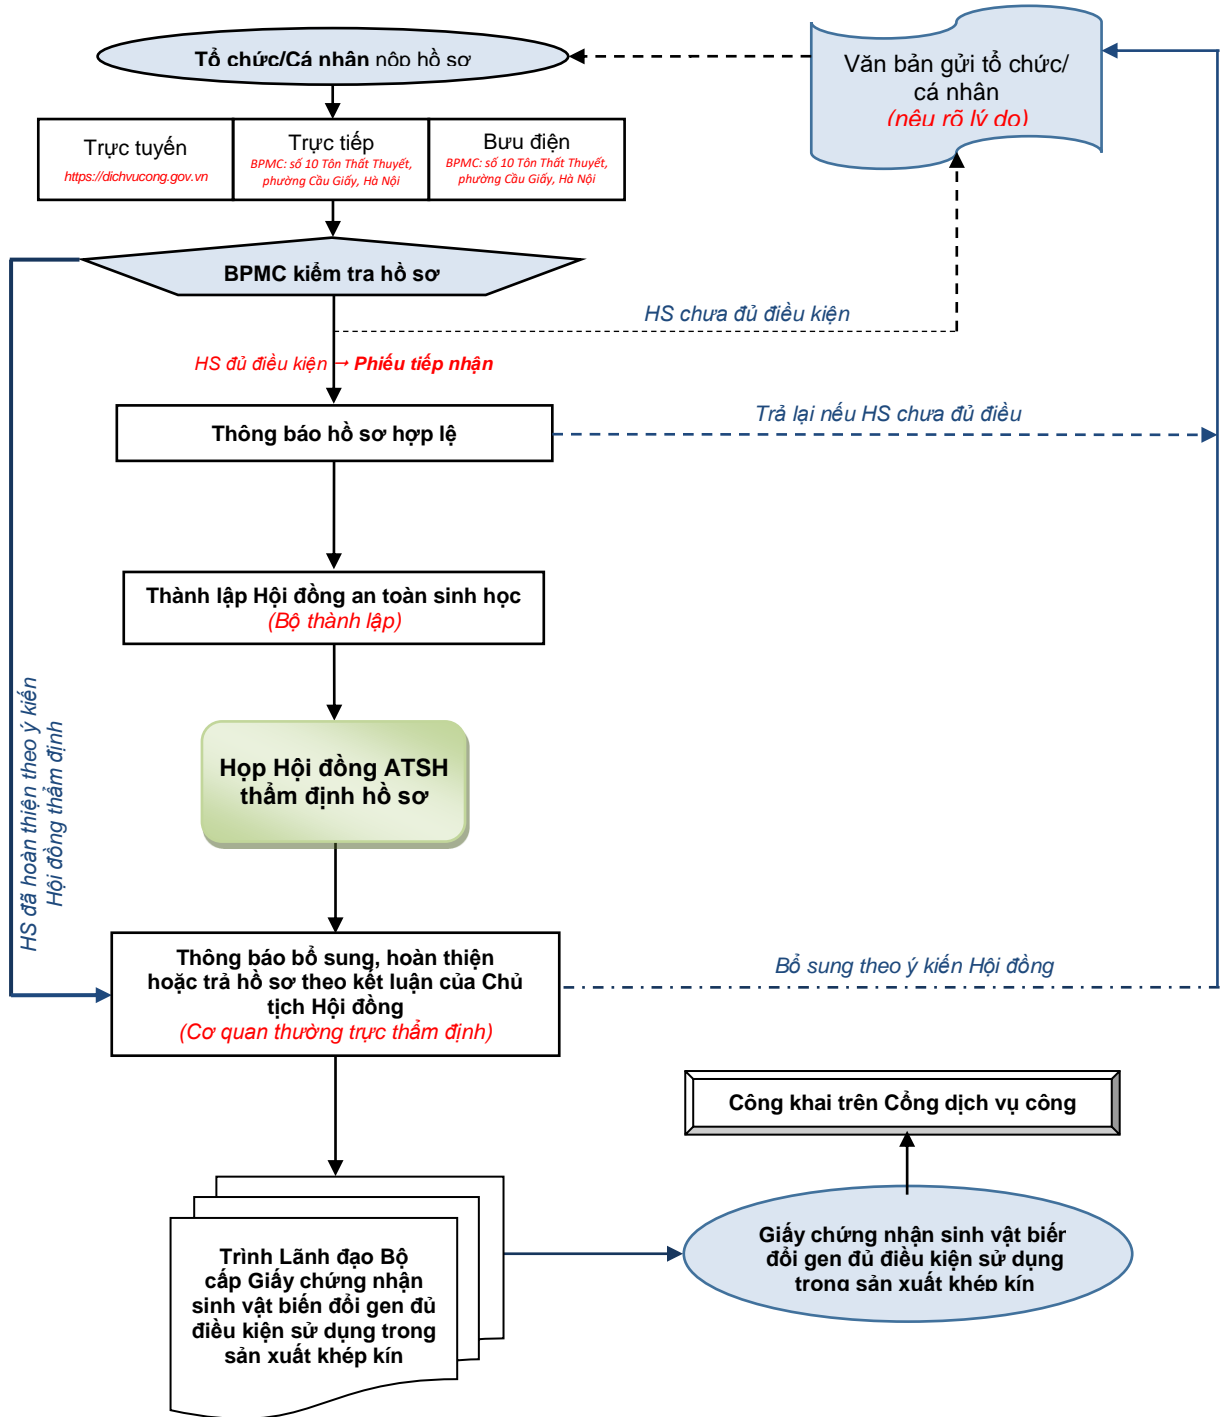 Tổ chức/Cá nhân nộp hồ sơ
Văn bản gửi tổ chức/
cá nhân
(nêu rõ lý do)
Trực tuyến
https://dichvucong.gov.vn
Trực tiếp
BPMC: số 10 Tôn Thất Thuyết,
phường Cầu Giấy, Hà Nội
Bưu điện
BPMC: số 10 Tôn Thất Thuyết,
phường Cầu Giấy, Hà Nội
BPMC kiểm tra hồ sơ
HS chưa đủ điều kiện
HS đủ điều kiện → Phiếu tiếp nhận
Thông báo hồ sơ hợp lệ
Trả lại nếu HS chưa đủ điều
Thành lập Hội đồng an toàn sinh học
(Bộ thành lập)
Họp Hội đồng ATSH
thẩm định hồ sơ
HS đã hoàn thiện theo ý kiến
Hội đồng thẩm định
Thông báo bổ sung, hoàn thiện
hoặc trả hồ sơ theo kết luận của Chủ
tịch Hội đồng
(Cơ quan thường trực thẩm định)
Bổ sung theo ý kiến Hội đồng
Công khai trên Cổng dịch vụ công
Trình Lãnh đạo Bộ
cấp Giấy chứng nhận
sinh vật biến đổi gen đủ
điều kiện sử dụng trong
sản xuất khép kín
Giấy chứng nhận sinh vật biến
đổi gen đủ điều kiện sử dụng
trong sản xuất khép kín